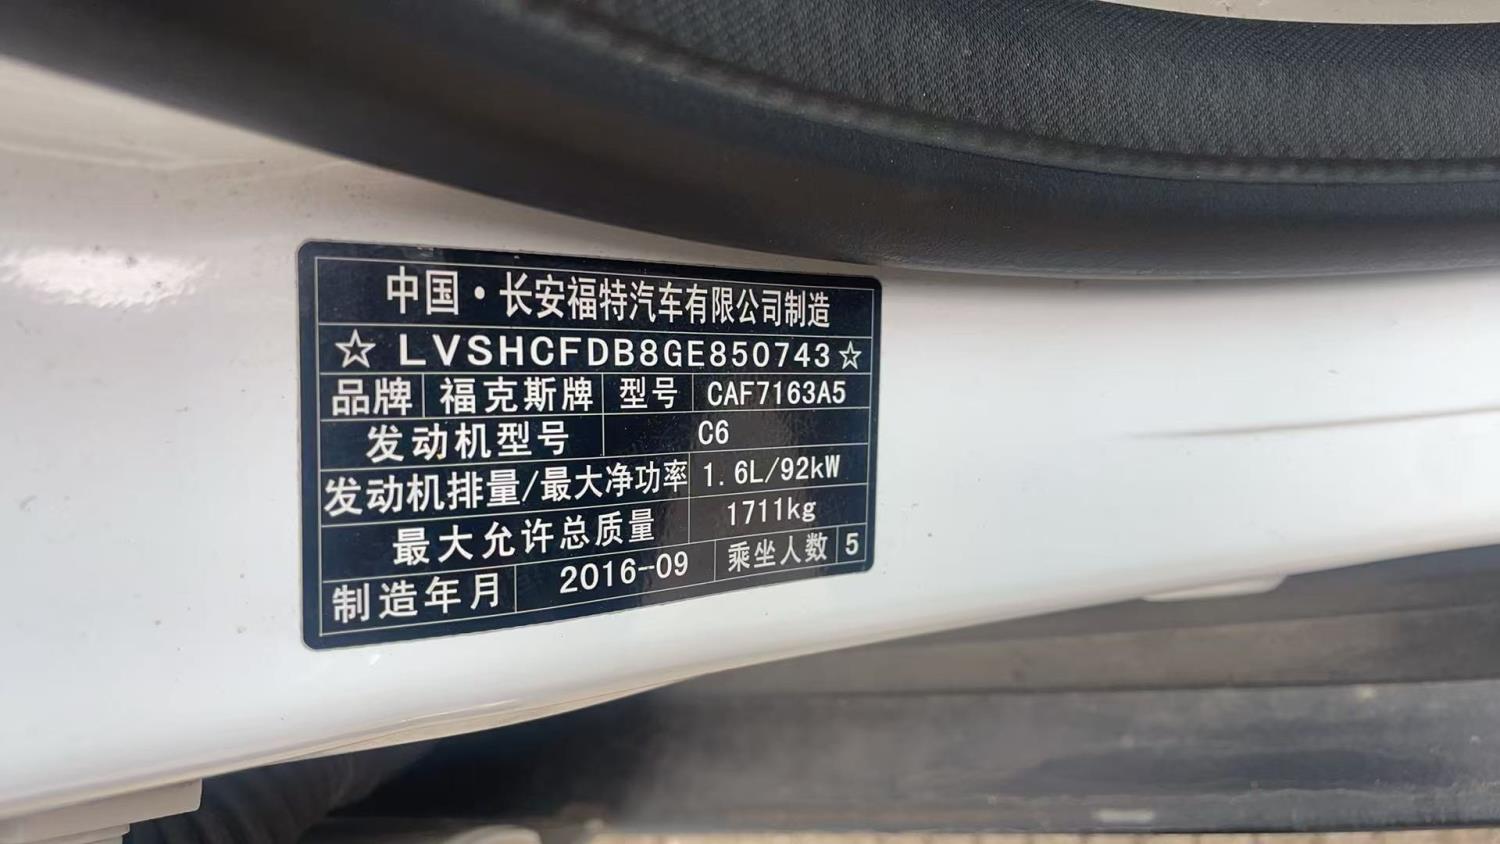 中国·长安福特汽车有限公司制造
☆LVSHCFDB8GE850743☆
品牌 福克斯牌 型号 CAF7163A5
发动机型号 C6
发动机排量/最大净功率 1.6L/92kW
最大允许总质量 1711kg
制造年月 2016-09 乘坐人数 5